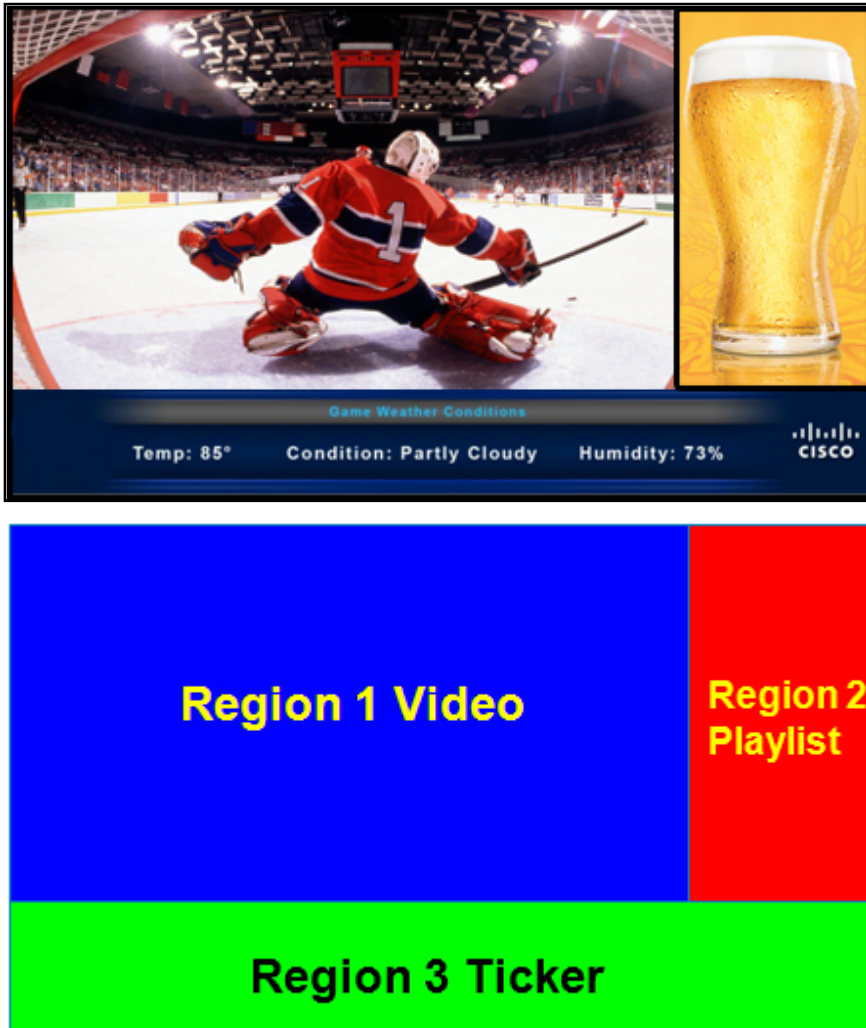 1
Game Weather Conditions
Temp: 85° Condition: Partly Cloudy Humidity: 73%
CISCO
Region 1 Video
Region 2
Playlist
Region 3 Ticker